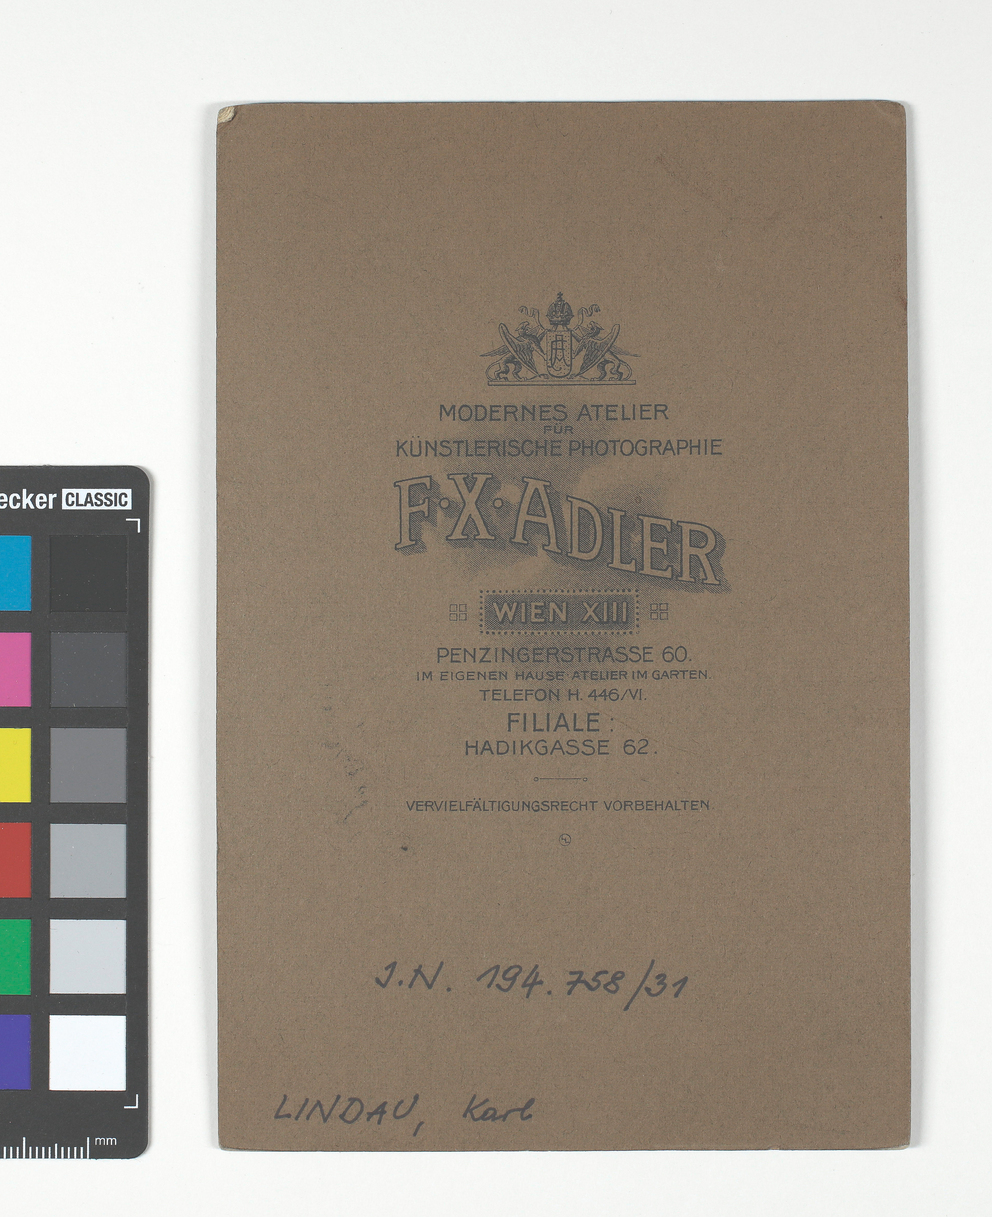 ecker CLASSIC
mm
MODERNES ATELIER
FÜR
KÜNSTLERISCHE PHOTOGRAPHIE
F·X·ADLER
WIEN XIII
PENZINGERSTRASSE 60.
IM EIGENEN HAUSE·ATELIER IM GARTEN.
TELEFON H. 446/VI.
FILIALE:
HADIKGASSE 62.
VERVIELFÄLTIGUNGSRECHT VORBEHALTEN.
J.N. 194.758/31
LINDAU, Karl